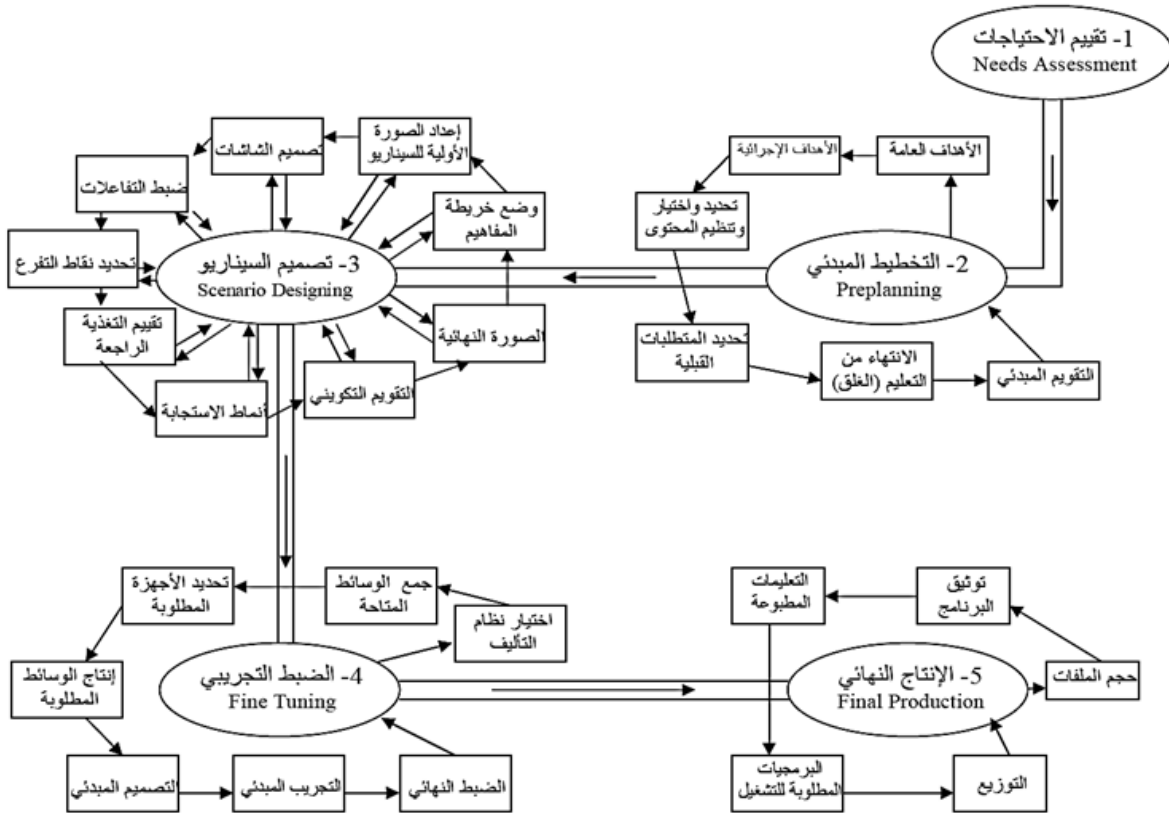 1- تقييم الاحتياجات
Needs Assessment
الأهداف العامة
الأهداف الإجرائية
تحديد واختيار
وتنظيم المحتوى
تحديد المتطلبات
القبلية
الانتهاء من
التعليم (الغلق)
التقويم المبدئي
2- التخطيط المبدئي
Preplanning
3- تصميم السيناريو
Scenario Designing
وضع خريطة
المفاهيم
إعداد الصورة
الأولية للسيناريو
تصميم الشاشات
ضبط التفاعلات
تحديد نقاط التفرع
تقييم التغذية
الراجعة
أنماط الاستجابة
التقويم التكويني
الصورة النهائية
4- الضبط التجريبي
Fine Tuning
اختيار نظام
التأليف
جمع الوسائط
المتاحة
تحديد الأجهزة
المطلوبة
إنتاج الوسائط
المطلوبة
التصميم المبدئي
التجريب المبدئي
الضبط النهائي
5- الإنتاج النهائي
Final Production
حجم الملفات
توثيق
البرنامج
التعليمات
المطبوعة
البرمجيات
المطلوبة للتشغيل
التوزيع